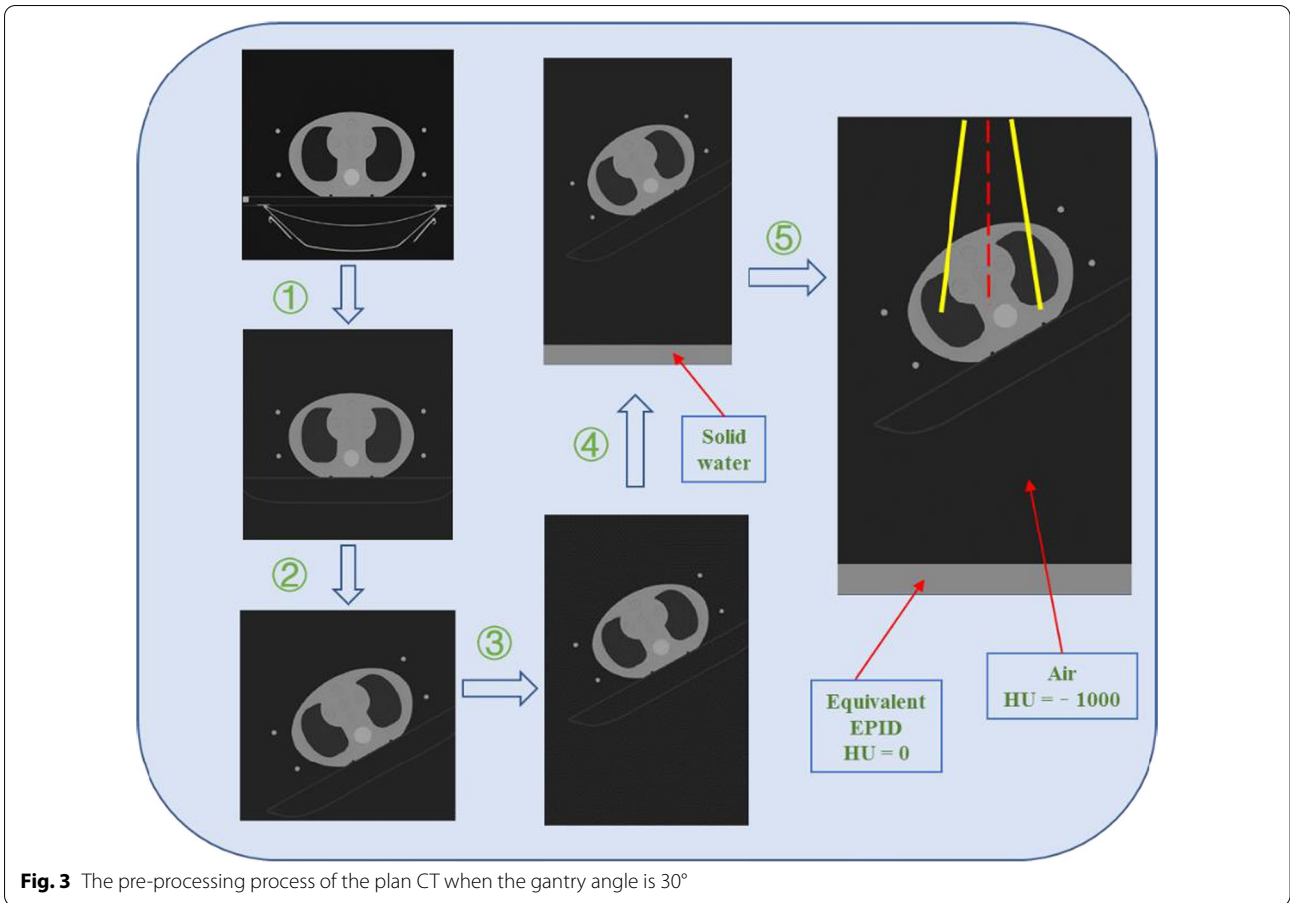 ①
②
③
④
⑤
Solid
water
Equivalent
EPID
HU = 0
Air
HU = − 1000
Fig. 3 The pre-processing process of the plan CT when the gantry angle is 30°